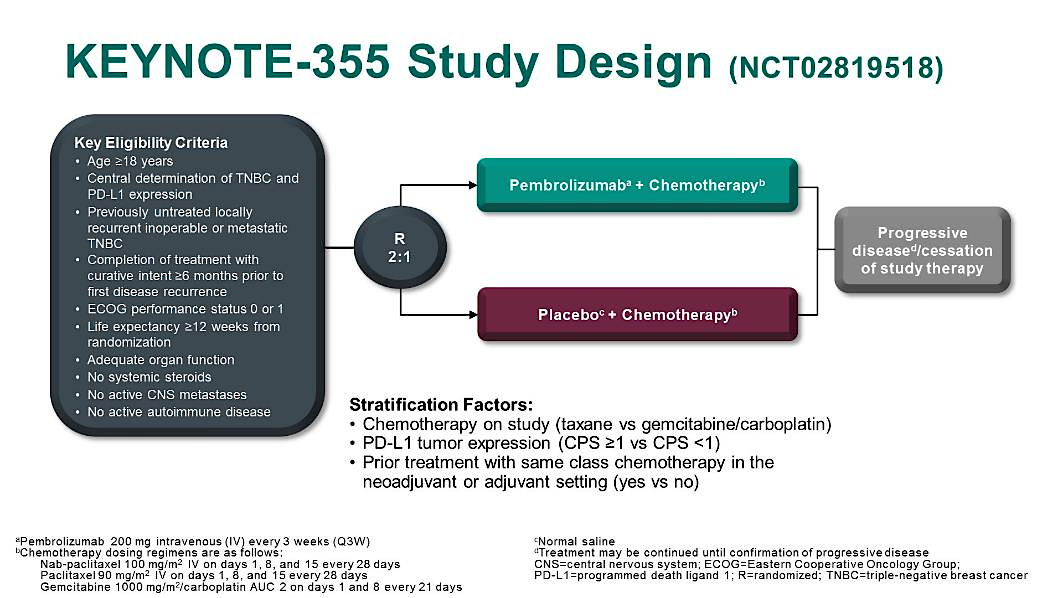 KEYNOTE-355 Study Design (NCT02819518)
Key Eligibility Criteria
• Age ≥18 years
• Central determination of TNBC and
PD-L1 expression
• Previously untreated locally
recurrent inoperable or metastatic
TNBC
• Completion of treatment with
curative intent ≥6 months prior to
first disease recurrence
• ECOG performance status 0 or 1
• Life expectancy ≥12 weeks from
randomization
• Adequate organ function
• No systemic steroids
• No active CNS metastases
• No active autoimmune disease
R
2:1
Pembrolizumabᵃ + Chemotherapyᵇ
Placeboᶜ + Chemotherapyᵇ
Progressive
diseaseᵈ/cessation
of study therapy
Stratification Factors:
• Chemotherapy on study (taxane vs gemcitabine/carboplatin)
• PD-L1 tumor expression (CPS ≥1 vs CPS <1)
• Prior treatment with same class chemotherapy in the
neoadjuvant or adjuvant setting (yes vs no)
ᵃPembrolizumab 200 mg intravenous (IV) every 3 weeks (Q3W)
ᵇChemotherapy dosing regimens are as follows:
Nab-paclitaxel 100 mg/m² IV on days 1, 8, and 15 every 28 days
Paclitaxel 90 mg/m² IV on days 1, 8, and 15 every 28 days
Gemcitabine 1000 mg/m²/carboplatin AUC 2 on days 1 and 8 every 21 days
ᶜNormal saline
ᵈTreatment may be continued until confirmation of progressive disease
CNS=central nervous system; ECOG=Eastern Cooperative Oncology Group;
PD-L1=programmed death ligand 1; R=randomized; TNBC=triple-negative breast cancer